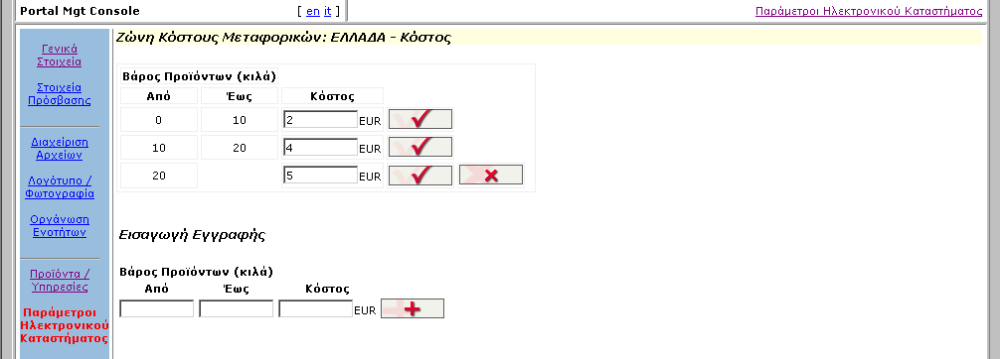 Portal Mgt Console
[ en it ]
Παράμετροι Ηλεκτρονικού Καταστήματος
Γενικά
Στοιχεία
Στοιχεία
Πρόσβασης
Διαχείριση
Αρχείων
Λογότυπο /
Φωτογραφία
Οργάνωση
Ενοτήτων
Προϊόντα /
Υπηρεσίες
Παράμετροι
Ηλεκτρονικού
Καταστήματος
Ζώνη Κόστους Μεταφορικών: ΕΛΛΑΔΑ - Κόστος
Βάρος Προϊόντων (κιλά)
Από Έως Κόστος
0 10 2 EUR
10 20 4 EUR
20 5 EUR
Εισαγωγή Εγγραφής
Βάρος Προϊόντων (κιλά)
Από Έως Κόστος
EUR